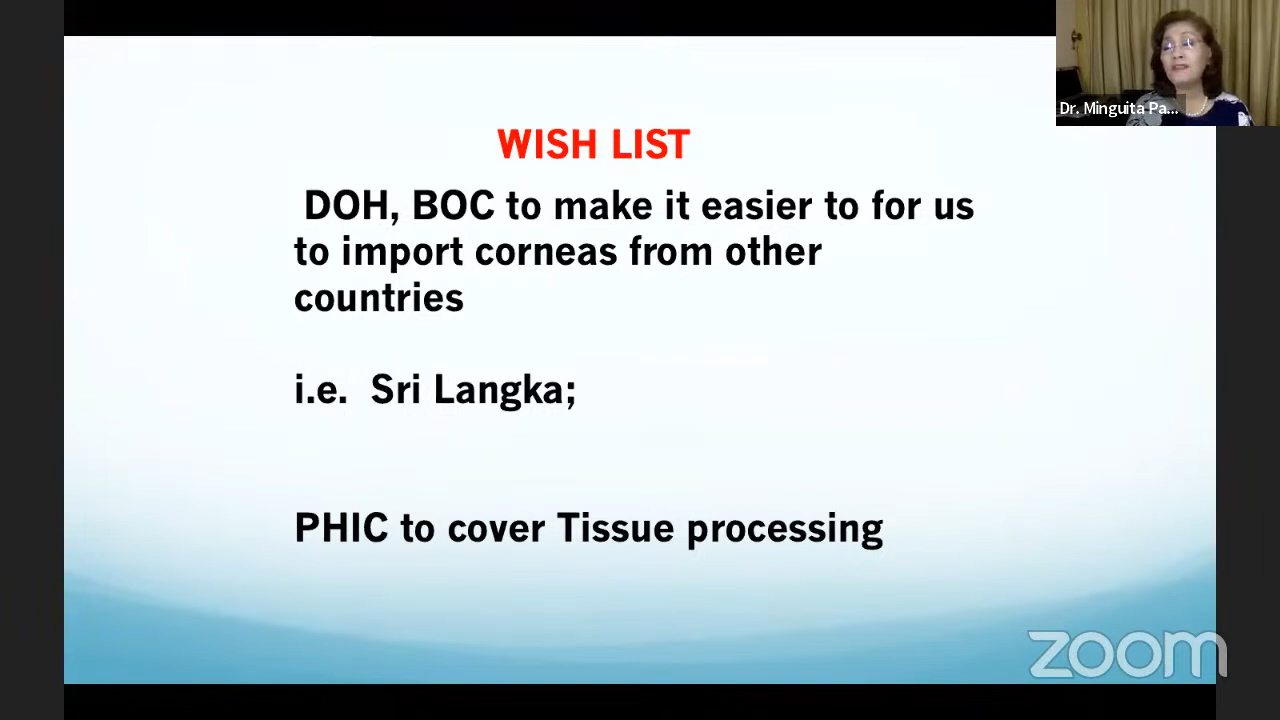 Dr. Minguita Pa...
WISH LIST
DOH, BOC to make it easier to for us
to import corneas from other
countries
i.e. Sri Langka;
PHIC to cover Tissue processing
zoom